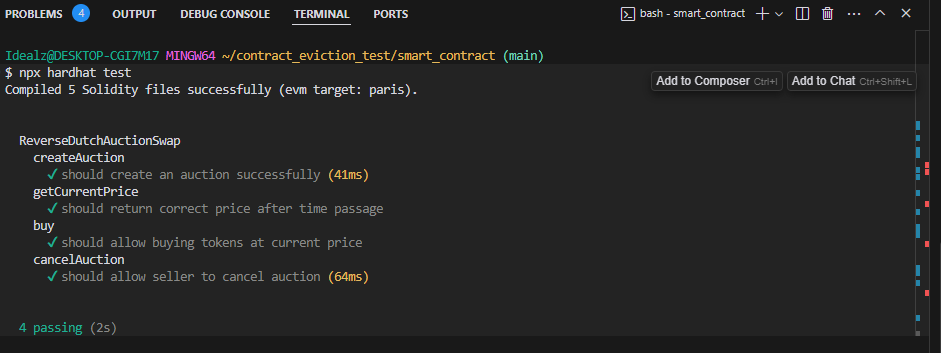 PROBLEMS 4 OUTPUT DEBUG CONSOLE TERMINAL PORTS bash - smart_contract
Idealz@DESKTOP-CGI7M17 MINGW64 ~/contract_eviction_test/smart_contract (main)
$ npx hardhat test
Add to Composer Ctrl+I Add to Chat Ctrl+Shift+L
Compiled 5 Solidity files successfully (evm target: paris).
ReverseDutchAuctionSwap
createAuction
✓ should create an auction successfully (41ms)
getCurrentPrice
✓ should return correct price after time passage
buy
✓ should allow buying tokens at current price
cancelAuction
✓ should allow seller to cancel auction (64ms)
4 passing (2s)